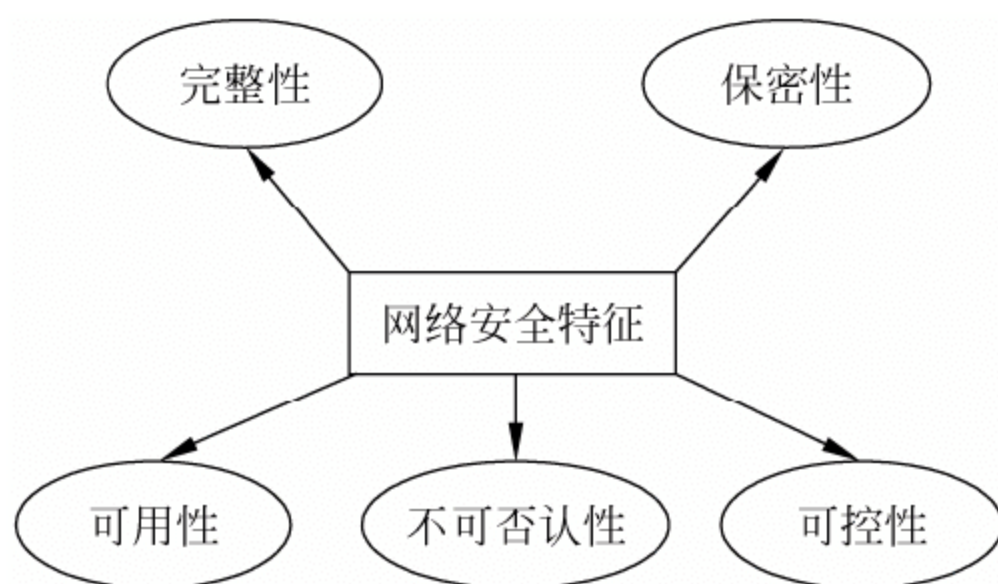 完整性
保密性
网络安全特征
可用性
不可否认性
可控性